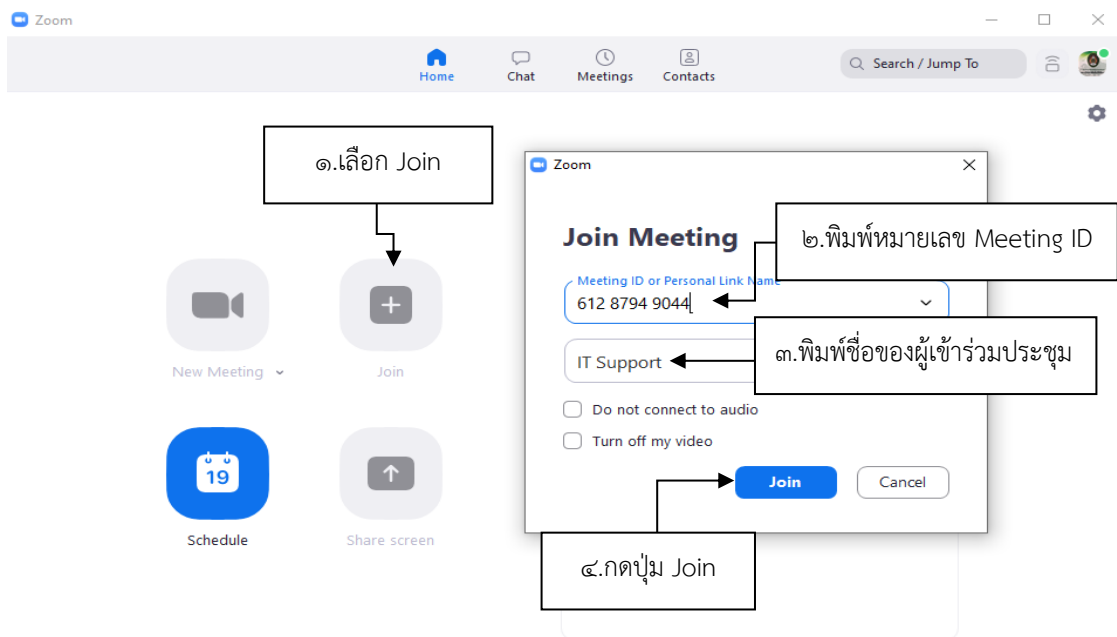 Zoom
Home
Chat
Meetings
Contacts
Search / Jump To
๑.เลือก Join
Zoom
Join Meeting
๒.พิมพ์หมายเลข Meeting ID
Meeting ID or Personal Link Name
612 8794 9044
๓.พิมพ์ชื่อของผู้เข้าร่วมประชุม
IT Support
Do not connect to audio
Turn off my video
Join
Cancel
๔.กดปุ่ม Join
New Meeting
Join
19
Schedule
Share screen